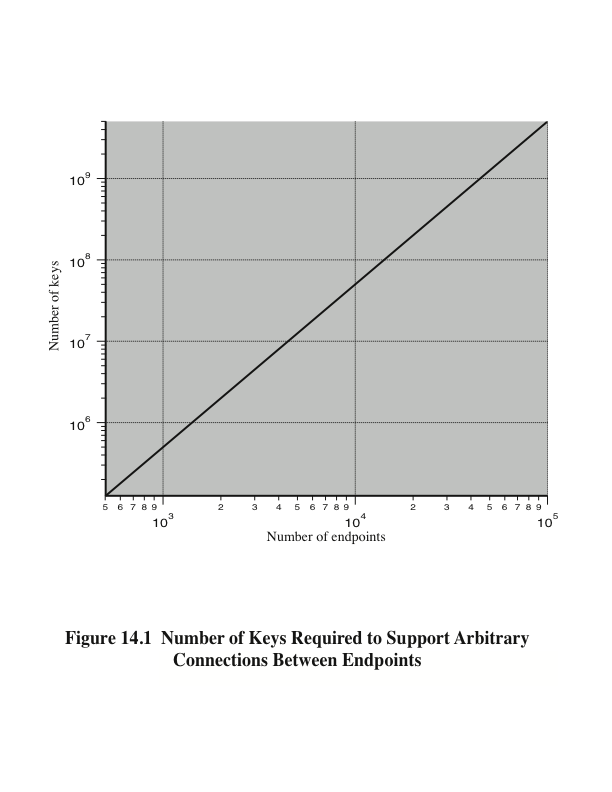 10⁹
10⁸
10⁷
10⁶
Number of keys
5 6 7 8 9 2 3 4 5 6 7 8 9 2 3 4 5 6 7 8 9
10³ 10⁴ 10⁵
Number of endpoints
Figure 14.1 Number of Keys Required to Support Arbitrary
Connections Between Endpoints